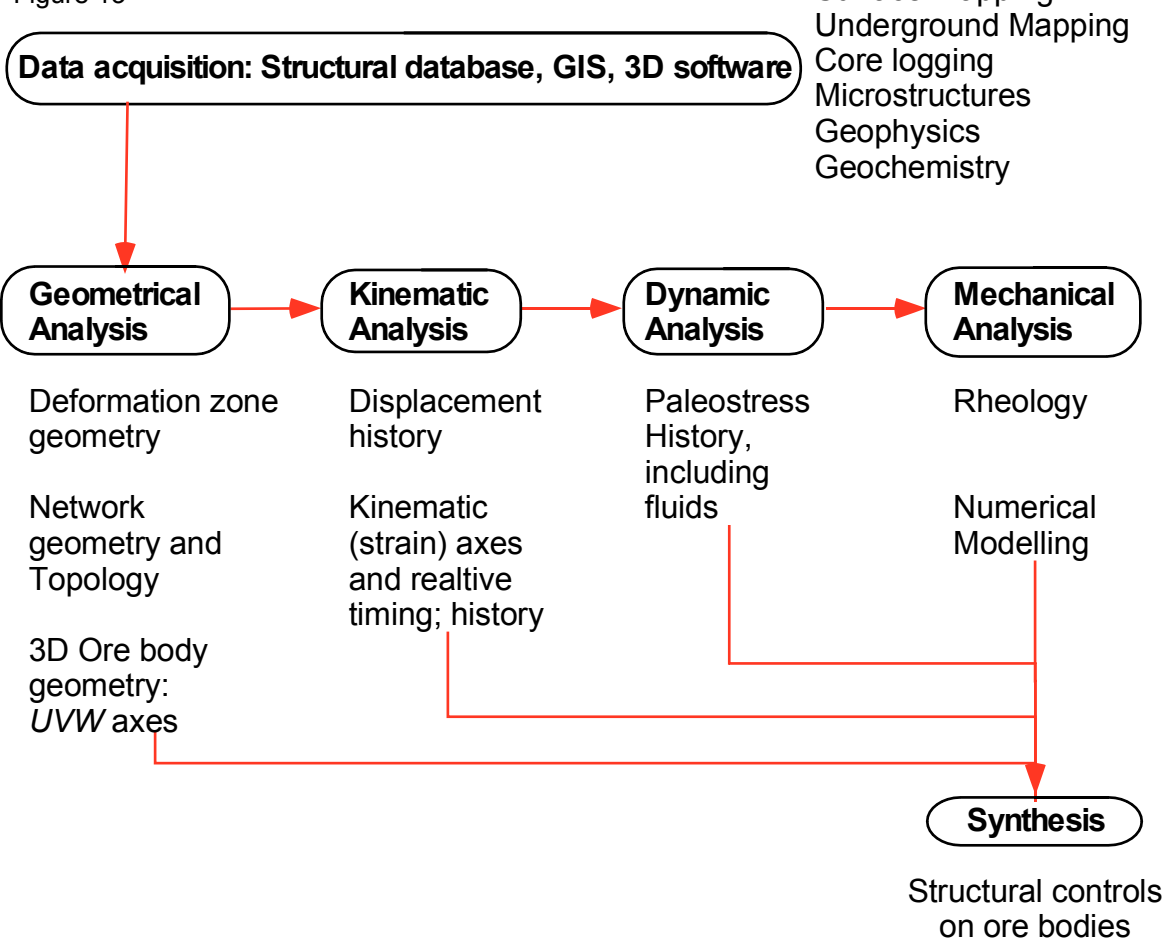 Underground Mapping
Data acquisition: Structural database, GIS, 3D software
Core logging
Microstructures
Geophysics
Geochemistry
Geometrical
Analysis
Kinematic
Analysis
Dynamic
Analysis
Mechanical
Analysis
Deformation zone
geometry
Network
geometry and
Topology
3D Ore body
geometry:
UVW axes
Displacement
history
Kinematic
(strain) axes
and realtive
timing; history
Paleostress
History,
including
fluids
Rheology
Numerical
Modelling
Synthesis
Structural controls
on ore bodies